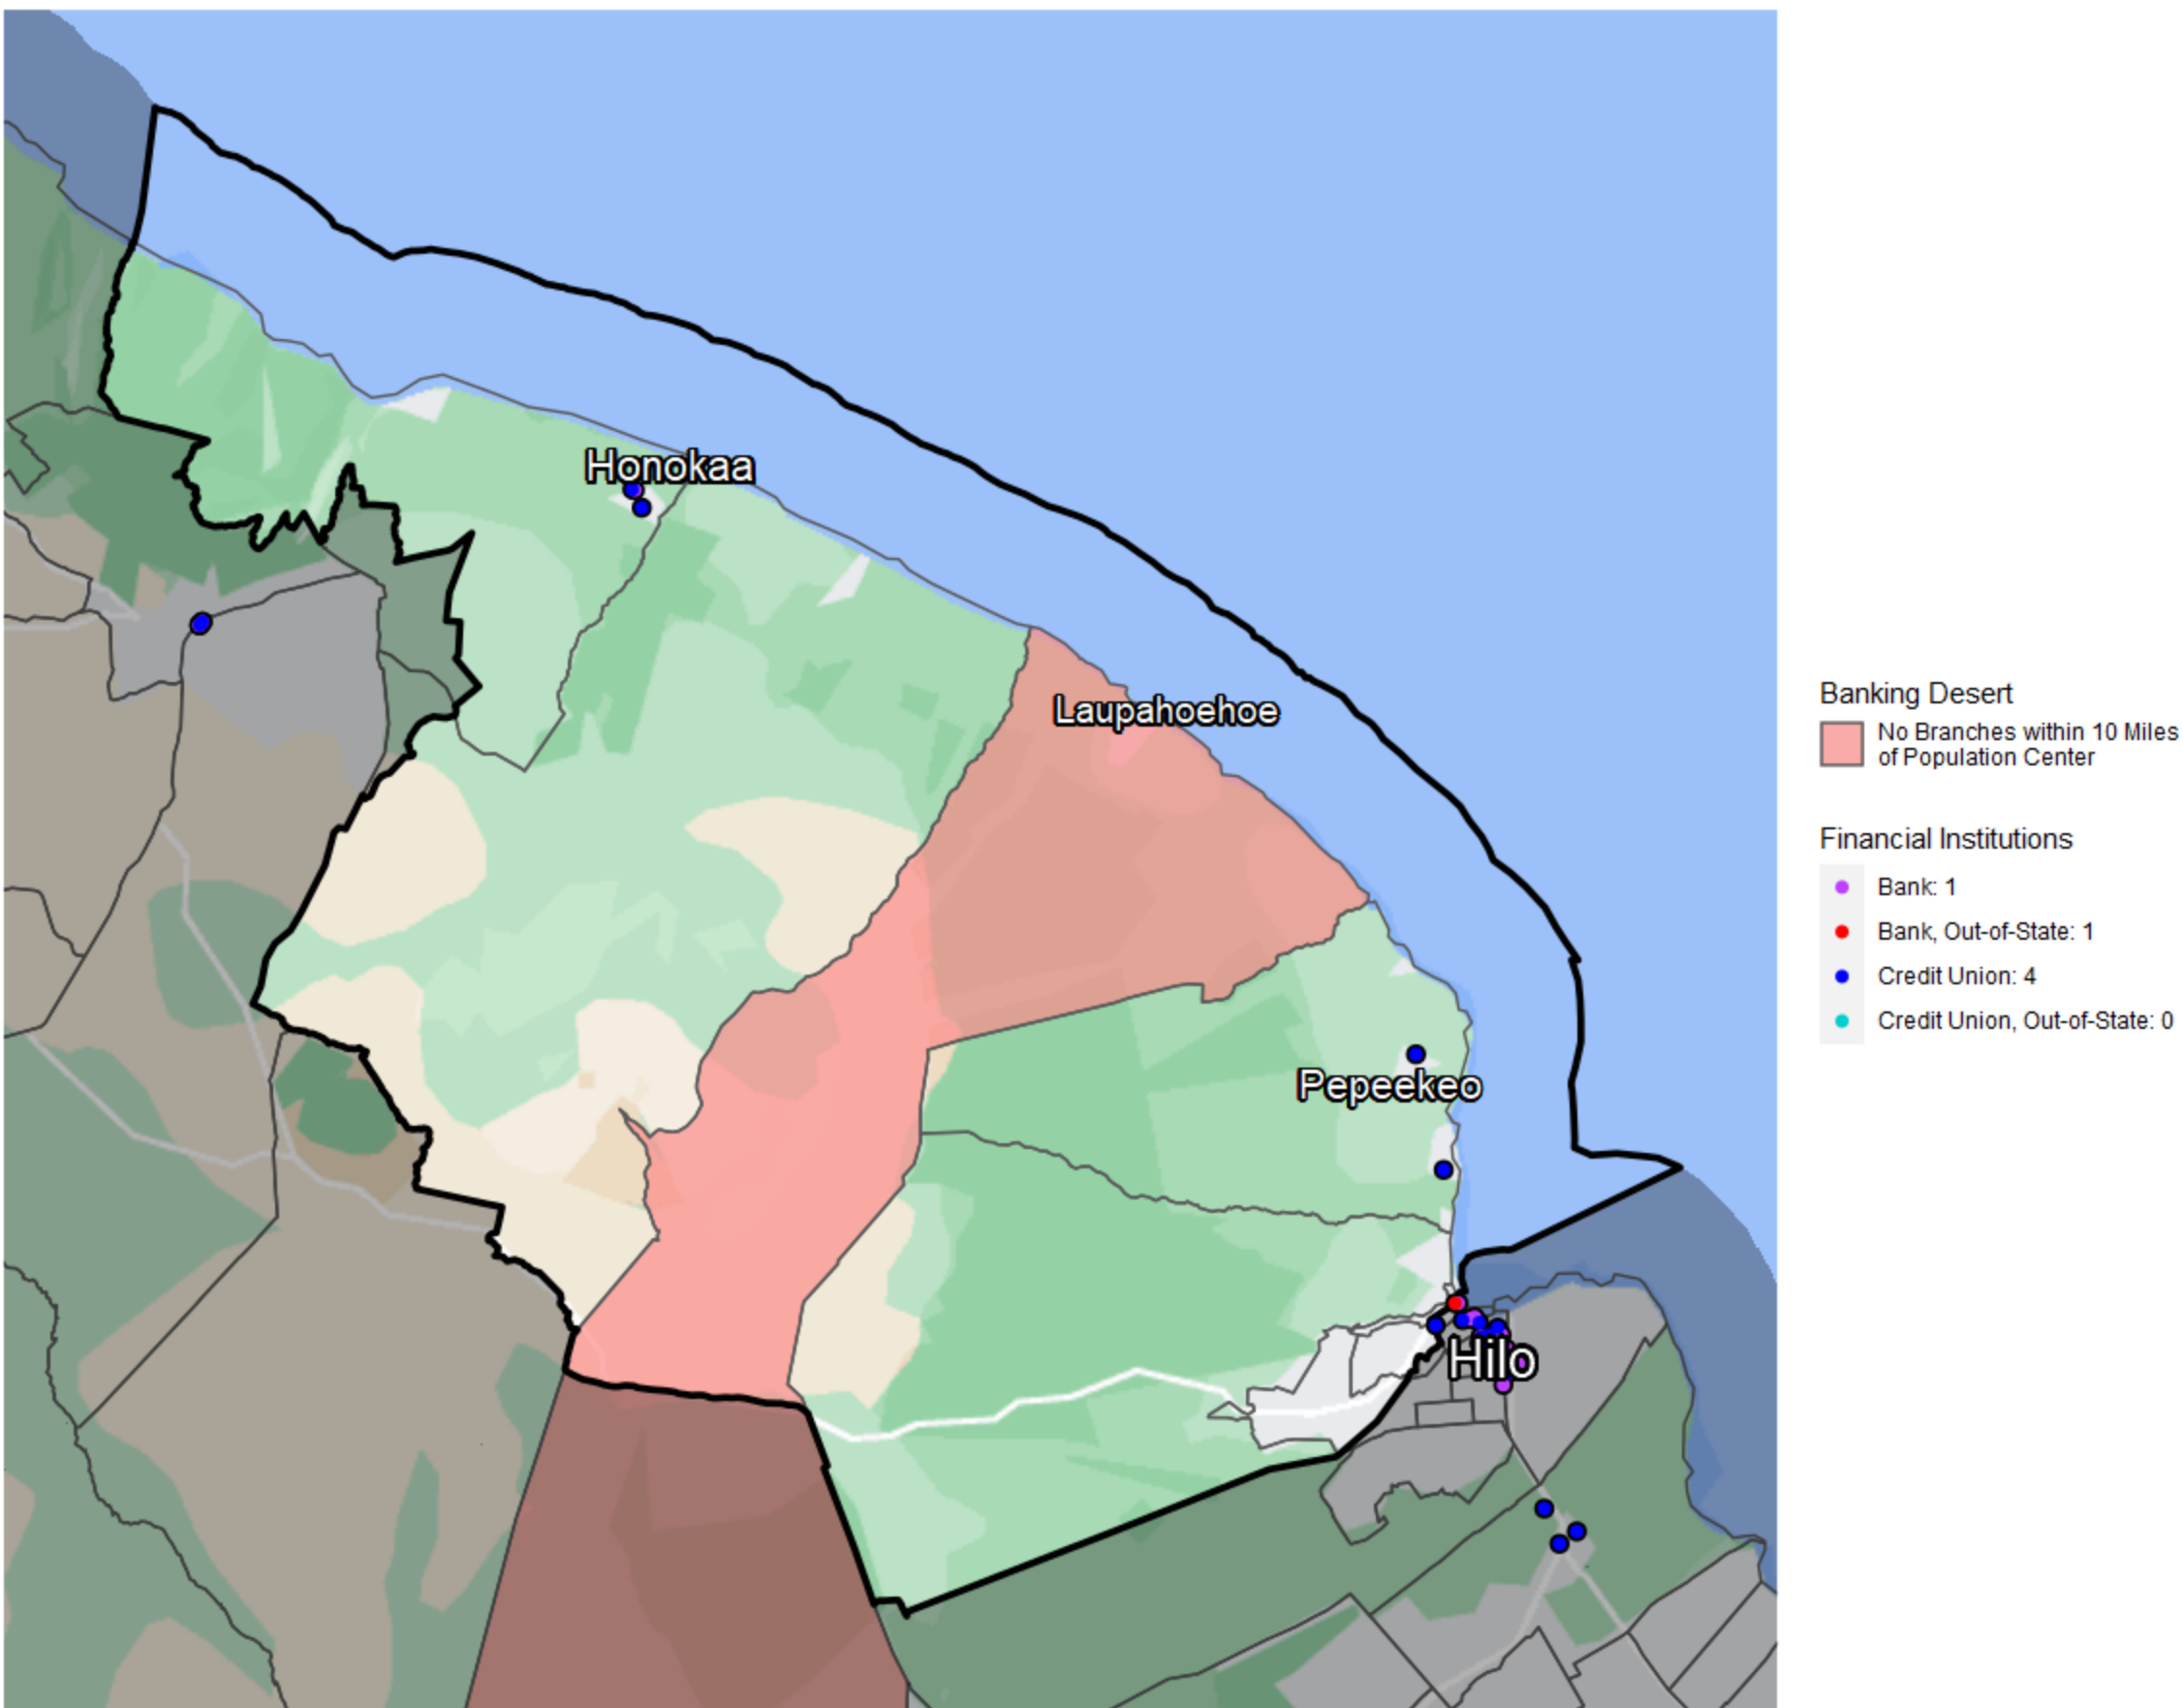 Honokaa
Laupahoehoe
Pepeekeo
Hilo
Banking Desert
No Branches within 10 Miles
of Population Center
Financial Institutions
Bank: 1
Bank, Out-of-State: 1
Credit Union: 4
Credit Union, Out-of-State: 0